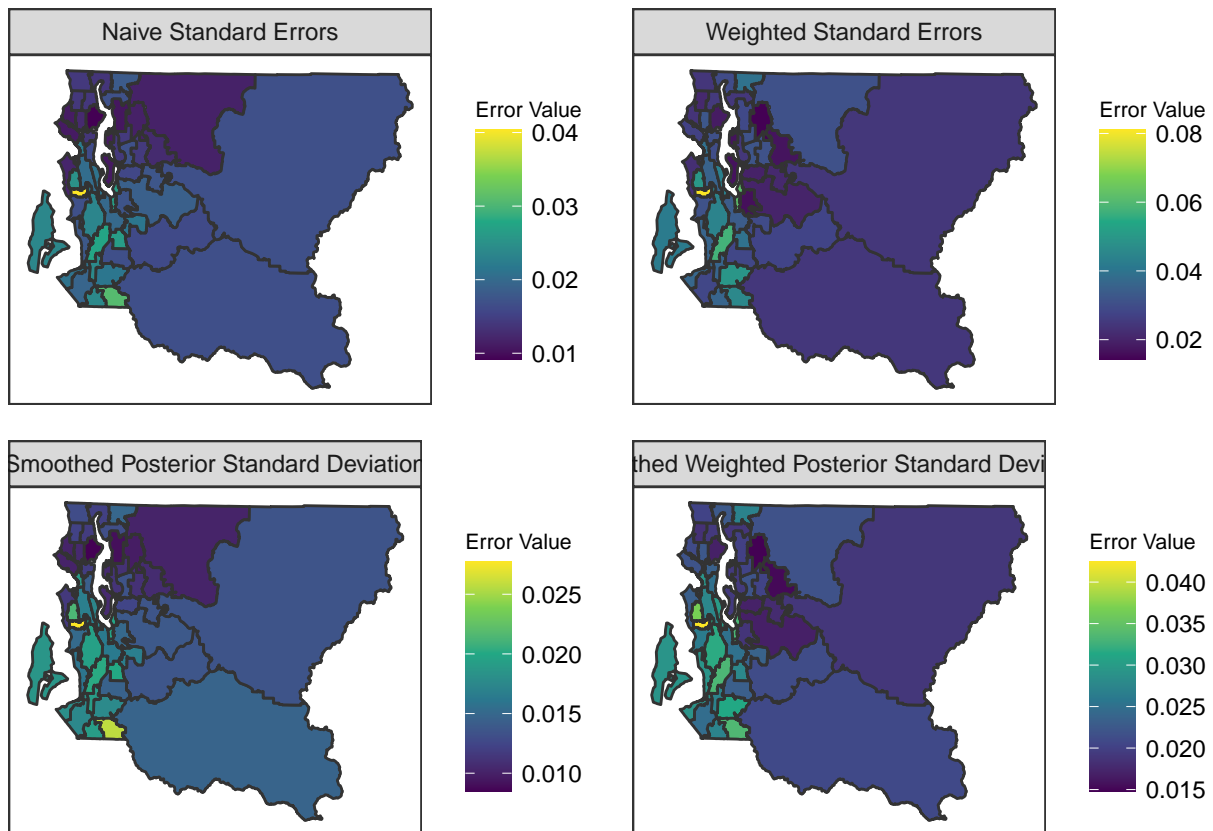 Naive Standard Errors
Error Value
0.04
0.03
0.02
0.01
Weighted Standard Errors
Error Value
0.08
0.06
0.04
0.02
Smoothed Posterior Standard Deviation
Error Value
0.025
0.020
0.015
0.010
thed Weighted Posterior Standard Devi
Error Value
0.040
0.035
0.030
0.025
0.020
0.015